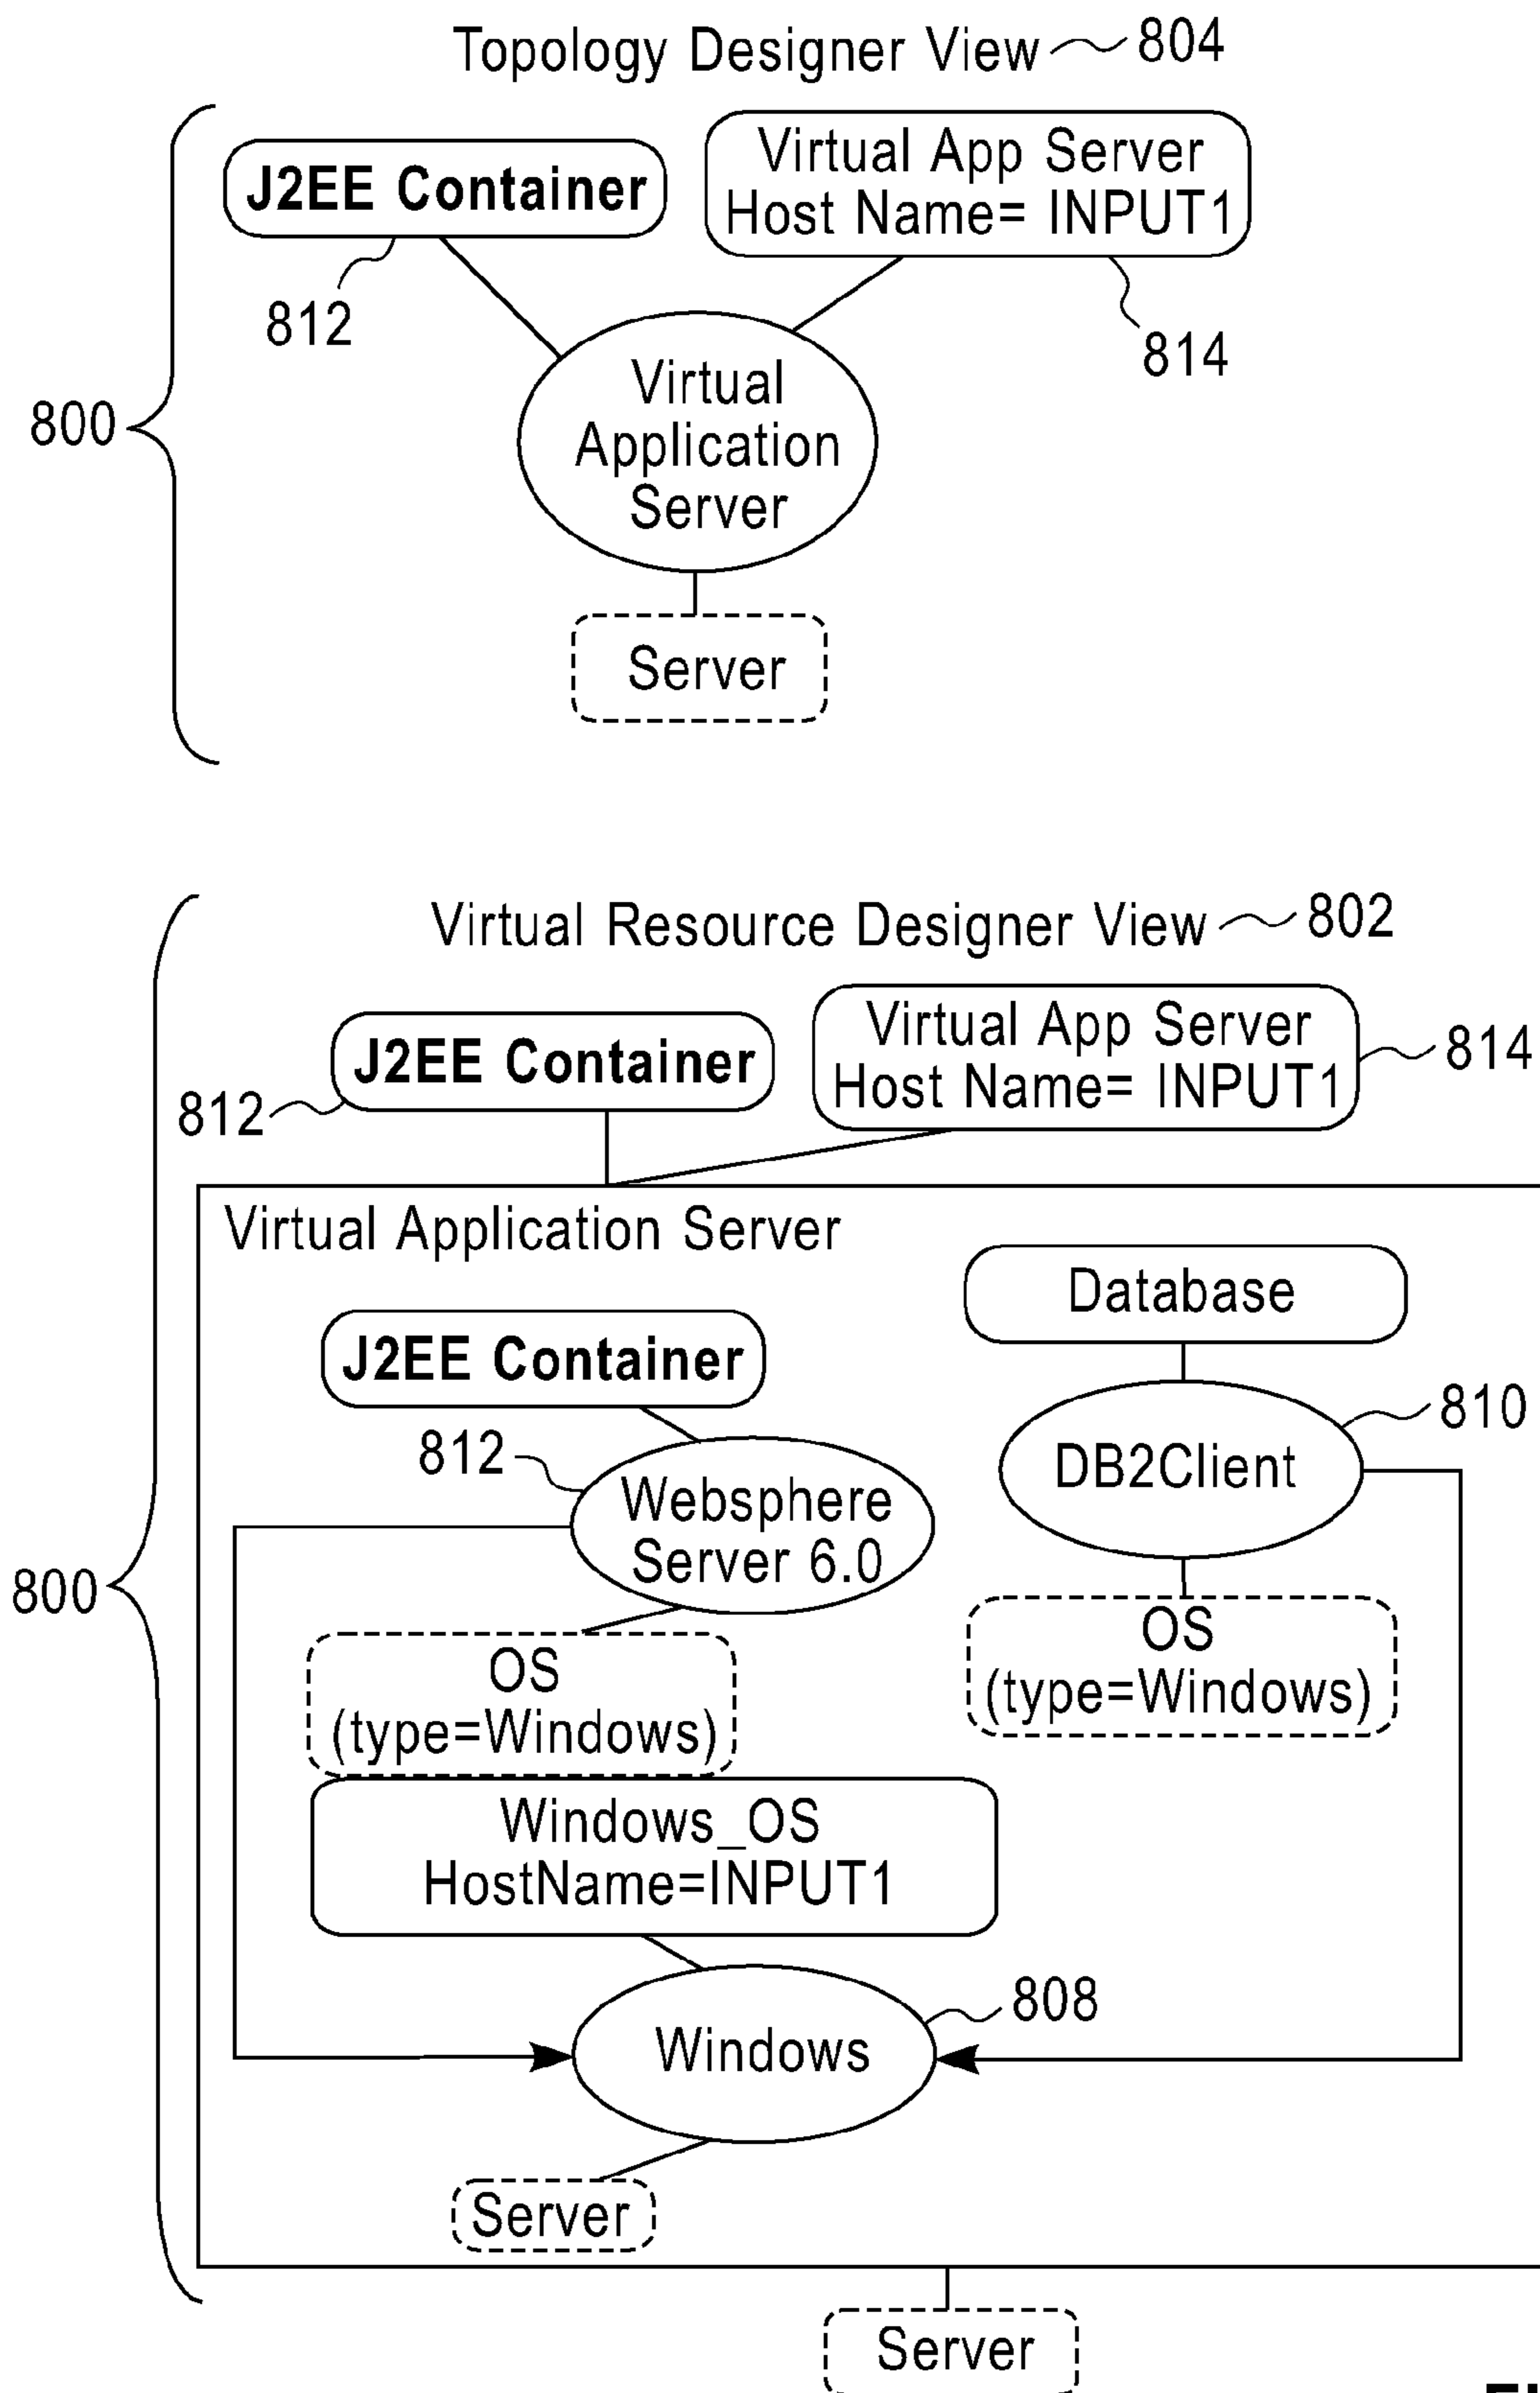 Topology Designer View 804
J2EE Container
Virtual App Server
Host Name= INPUT1
812
814
800
Virtual
Application
Server
Server
Virtual Resource Designer View 802
J2EE Container
Virtual App Server
Host Name= INPUT1
814
812
Virtual Application Server
Database
J2EE Container
810
812
DB2Client
Websphere
Server 6.0
800
OS
(type=Windows)
OS
(type=Windows)
Windows_OS
HostName=INPUT1
808
Windows
Server
Server